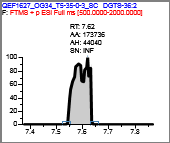 QEF1627_OG34_T5-35-0-3_SC DGT8-36:2
F: FTMS + p ESI Full ms [500.0000-2000.0000]
RT: 7.62
AA: 173736
AH: 44040
SN: INF
100
80
60
40
20
0
7.4 7.5 7.6 7.7 7.8